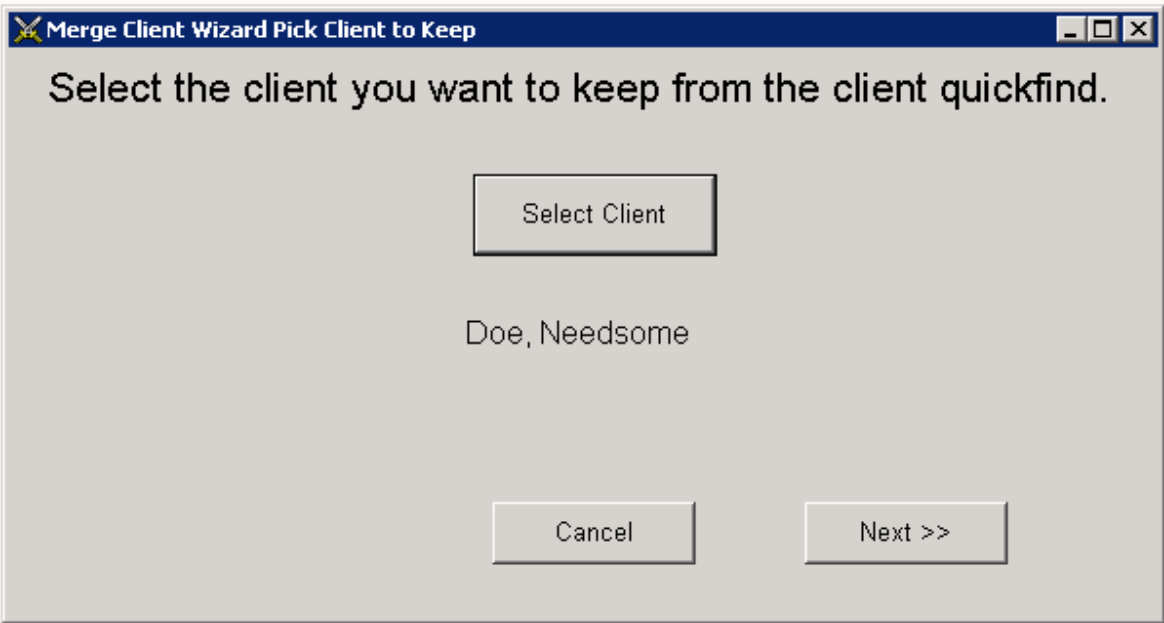 Merge Client Wizard Pick Client to Keep
Select the client you want to keep from the client quickfind.
Select Client
Doe, Needsome
Cancel
Next >>